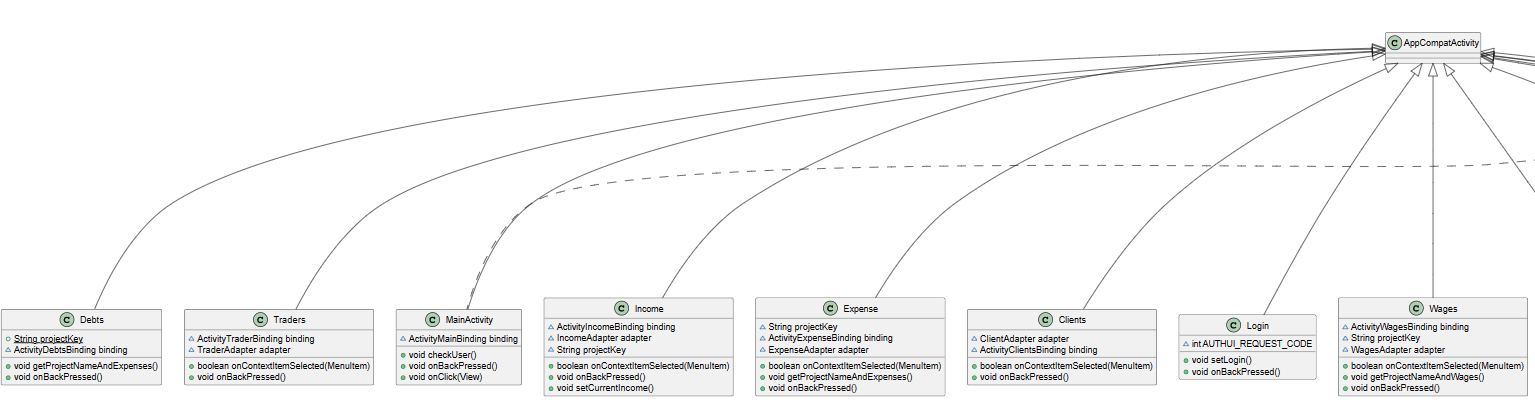 C AppCompatActivity
C Debts
String projectKey
ActivityDebtsBinding binding
void getProjectNameAndExpenses()
void onBackPressed()
C Traders
ActivityTraderBinding binding
TraderAdapter adapter
boolean onContextItemSelected(MenuItem)
void onBackPressed()
C MainActivity
ActivityMainBinding binding
void checkUser()
void onBackPressed()
void onClick(View)
C Income
ActivityIncomeBinding binding
IncomeAdapter adapter
String projectKey
boolean onContextItemSelected(MenuItem)
void onBackPressed()
void setCurrentIncome()
C Expense
String projectKey
ActivityExpenseBinding binding
ExpenseAdapter adapter
boolean onContextItemSelected(MenuItem)
void getProjectNameAndExpenses()
void onBackPressed()
C Clients
ClientAdapter adapter
ActivityClientsBinding binding
boolean onContextItemSelected(MenuItem)
void onBackPressed()
C Login
int AUTHUI_REQUEST_CODE
void setLogin()
void onBackPressed()
C Wages
ActivityWagesBinding binding
String projectKey
WagesAdapter adapter
boolean onContextItemSelected(MenuItem)
void getProjectNameAndWages()
void onBackPressed()